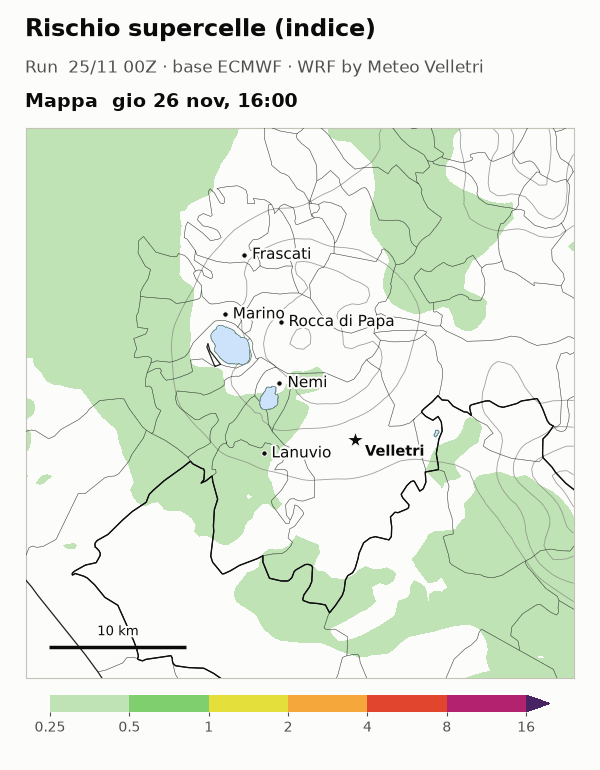 Rischio supercelle (indice)
Run  25/11 00Z · base ECMWF · WRF by Meteo Velletri
Mappa  gio 26 nov, 16:00
Frascati
Marino
Rocca di Papa
Nemi
Velletri
Lanuvio
10 km
0.25 0.5 1 2 4 8 16